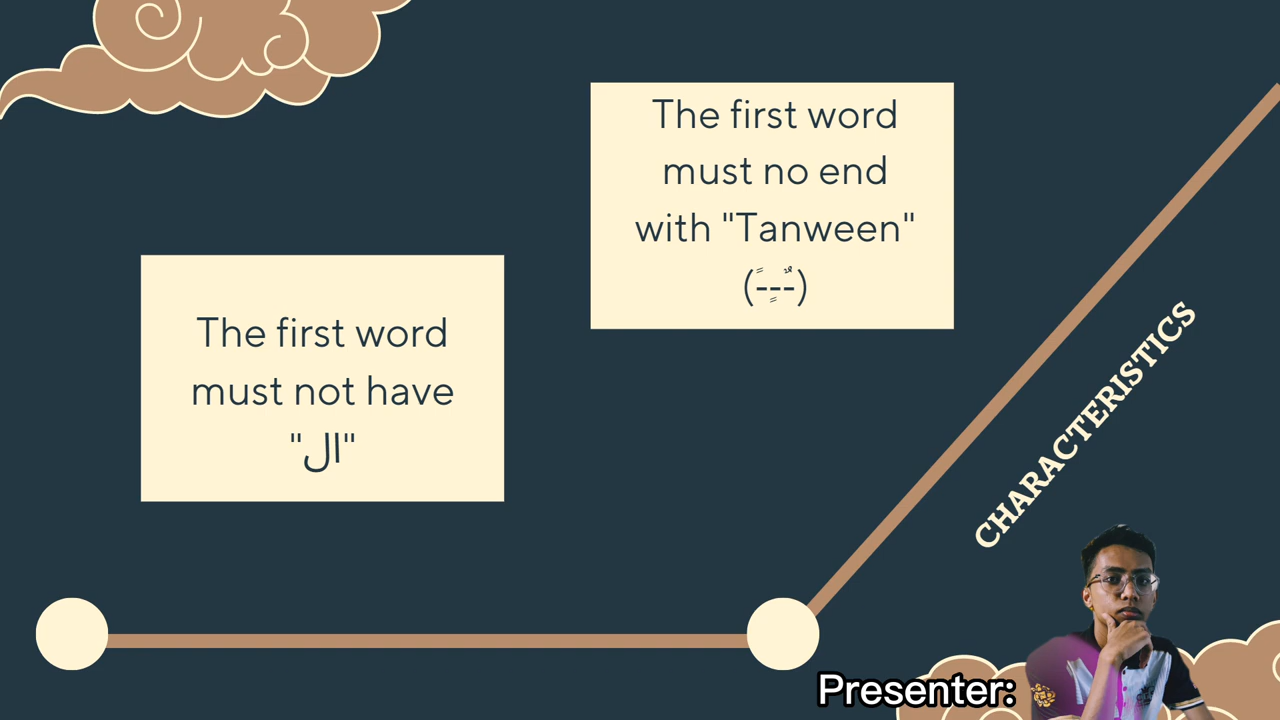 The first word
must no end
with "Tanween"
(-ً-ٍ-ٌ)
The first word
must not have
"ال"
CHARACTERISTICS
Presenter: